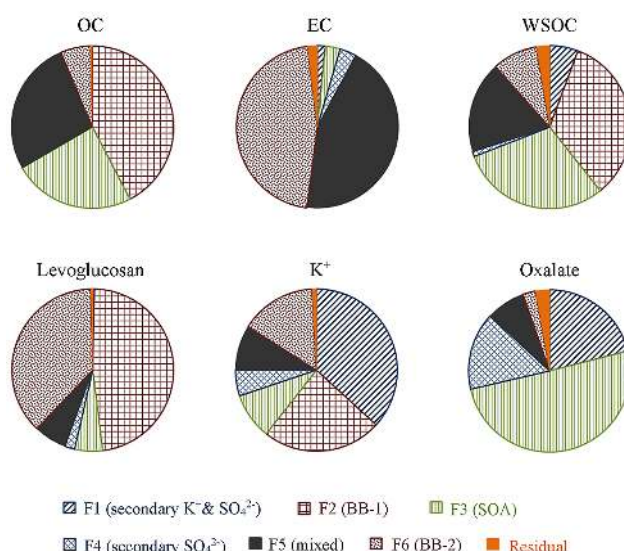 OC EC WSOC
Levoglucosan K⁺ Oxalate
F1 (secondary K⁺& SO₄²⁻) F2 (BB-1) F3 (SOA)
F4 (secondary SO₄²⁻) F5 (mixed) F6 (BB-2) Residual